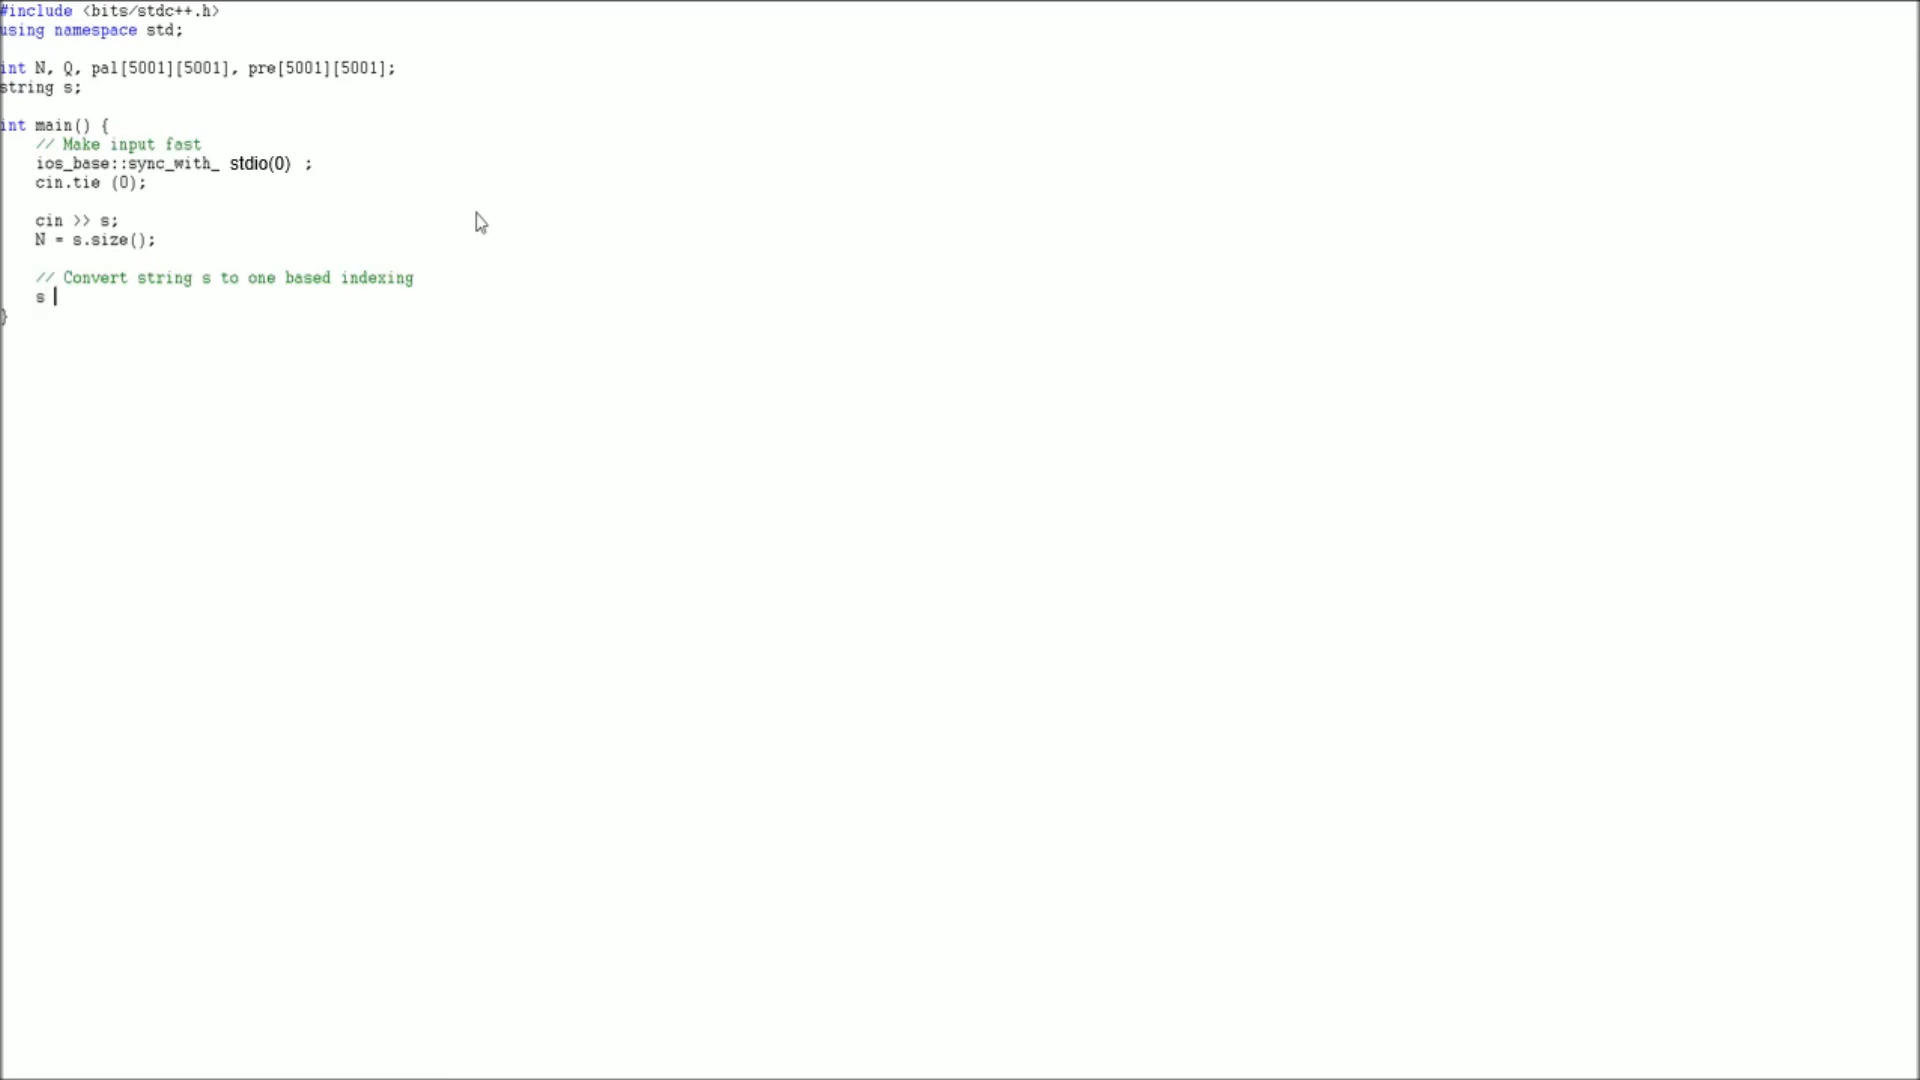 #include <bits/stdc++.h>
using namespace std;
int N, Q, pal[5001][5001], pre[5001][5001];
string s;
int main() {
// Make input fast
ios_base::sync_with_ stdio(0) ;
cin.tie (0);
cin >> s;
N = s.size();
// Convert string s to one based indexing
s
}